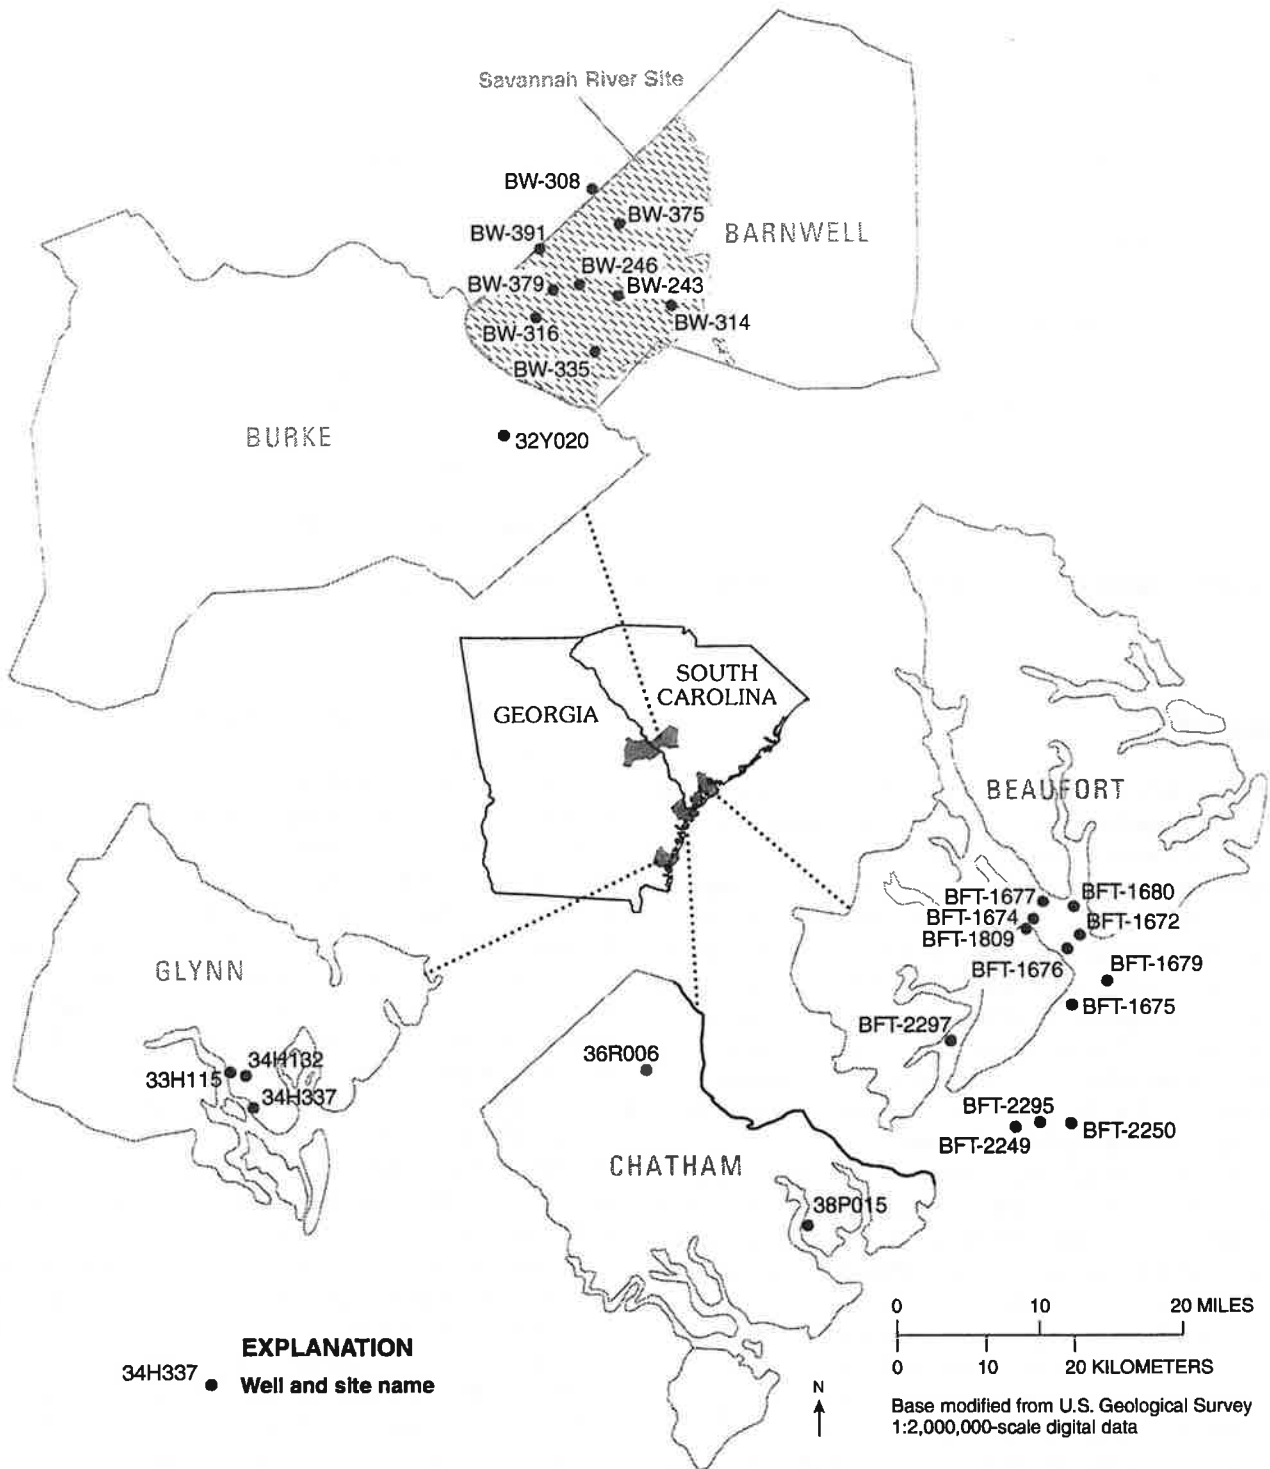 Savannah River Site
BW-308
BW-375
BW-391
BARNWELL
BW-246
BW-379
BW-243
BW-316
BW-314
BW-335
BURKE
32Y020
SOUTH
CAROLINA
GEORGIA
BEAUFORT
BFT-1677
BFT-1680
BFT-1674
BFT-1672
BFT-1809
BFT-1676
BFT-1679
BFT-1675
BFT-2297
GLYNN
36R006
34H132
33H115
34H337
BFT-2295
BFT-2249
BFT-2250
CHATHAM
38P015
0 10 20 MILES
0 10 20 KILOMETERS
EXPLANATION
34H337
Well and site name
N
Base modified from U.S. Geological Survey
1:2,000,000-scale digital data